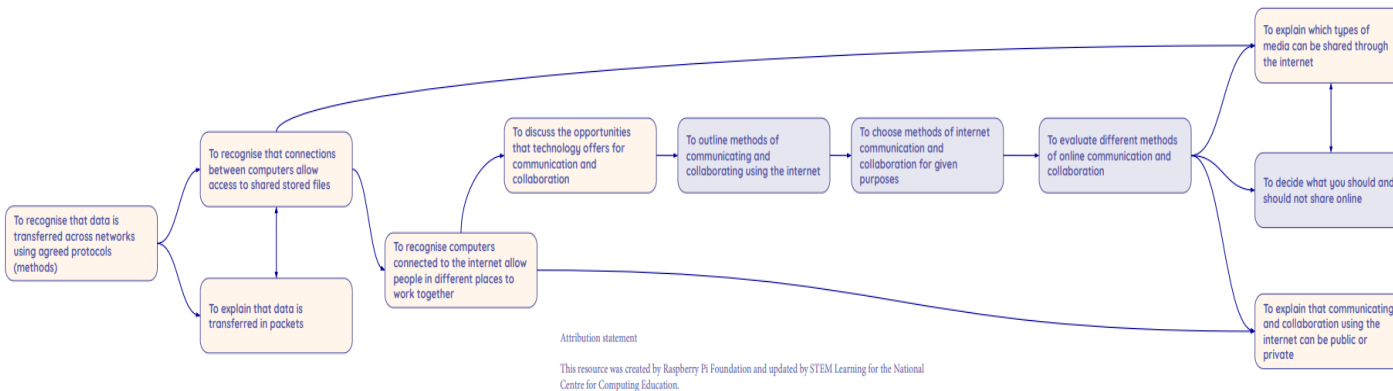 To recognise that data is
transferred across networks
using agreed protocols
(methods)
To recognise that connections
between computers allow
access to shared stored files
To explain that data is
transferred in packets
To recognise computers
connected to the internet allow
people in different places to
work together
To discuss the opportunities
that technology offers for
communication and
collaboration
To outline methods of
communicating and
collaborating using the internet
To choose methods of internet
communication and
collaboration for given
purposes
To evaluate different methods
of online communication and
collaboration
To explain which types of
media can be shared through
the internet
To decide what you should and
should not share online
To explain that communicating
and collaboration using the
internet can be public or
private
Attribution statement
This resource was created by Raspberry Pi Foundation and updated by STEM Learning for the National
Centre for Computing Education.